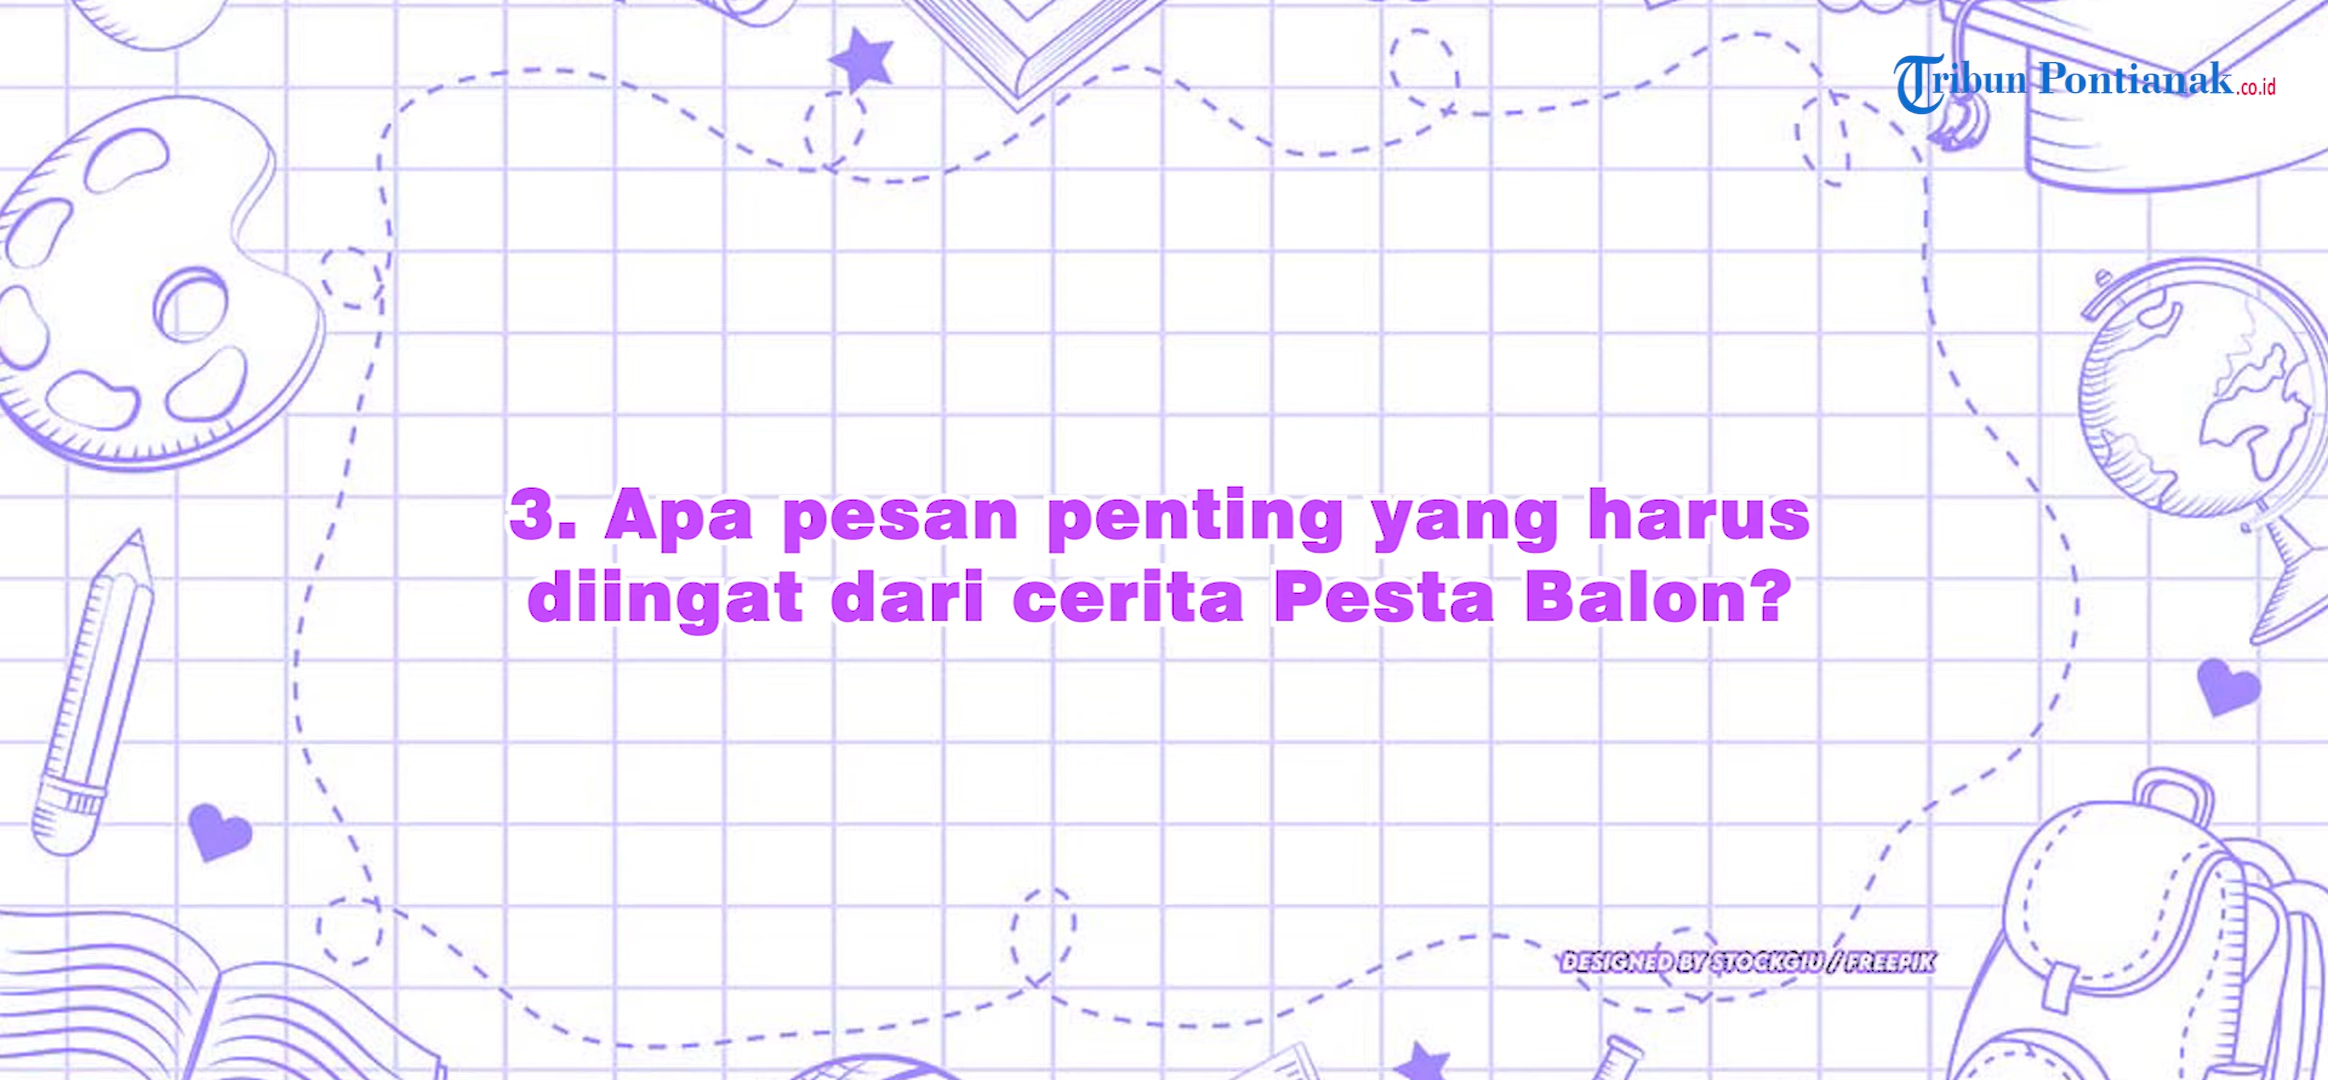 Tribun Pontianak.co.id
3. Apa pesan penting yang harus
diingat dari cerita Pesta Balon?
DESIGNED BY STOCKGIU / FREEPIK